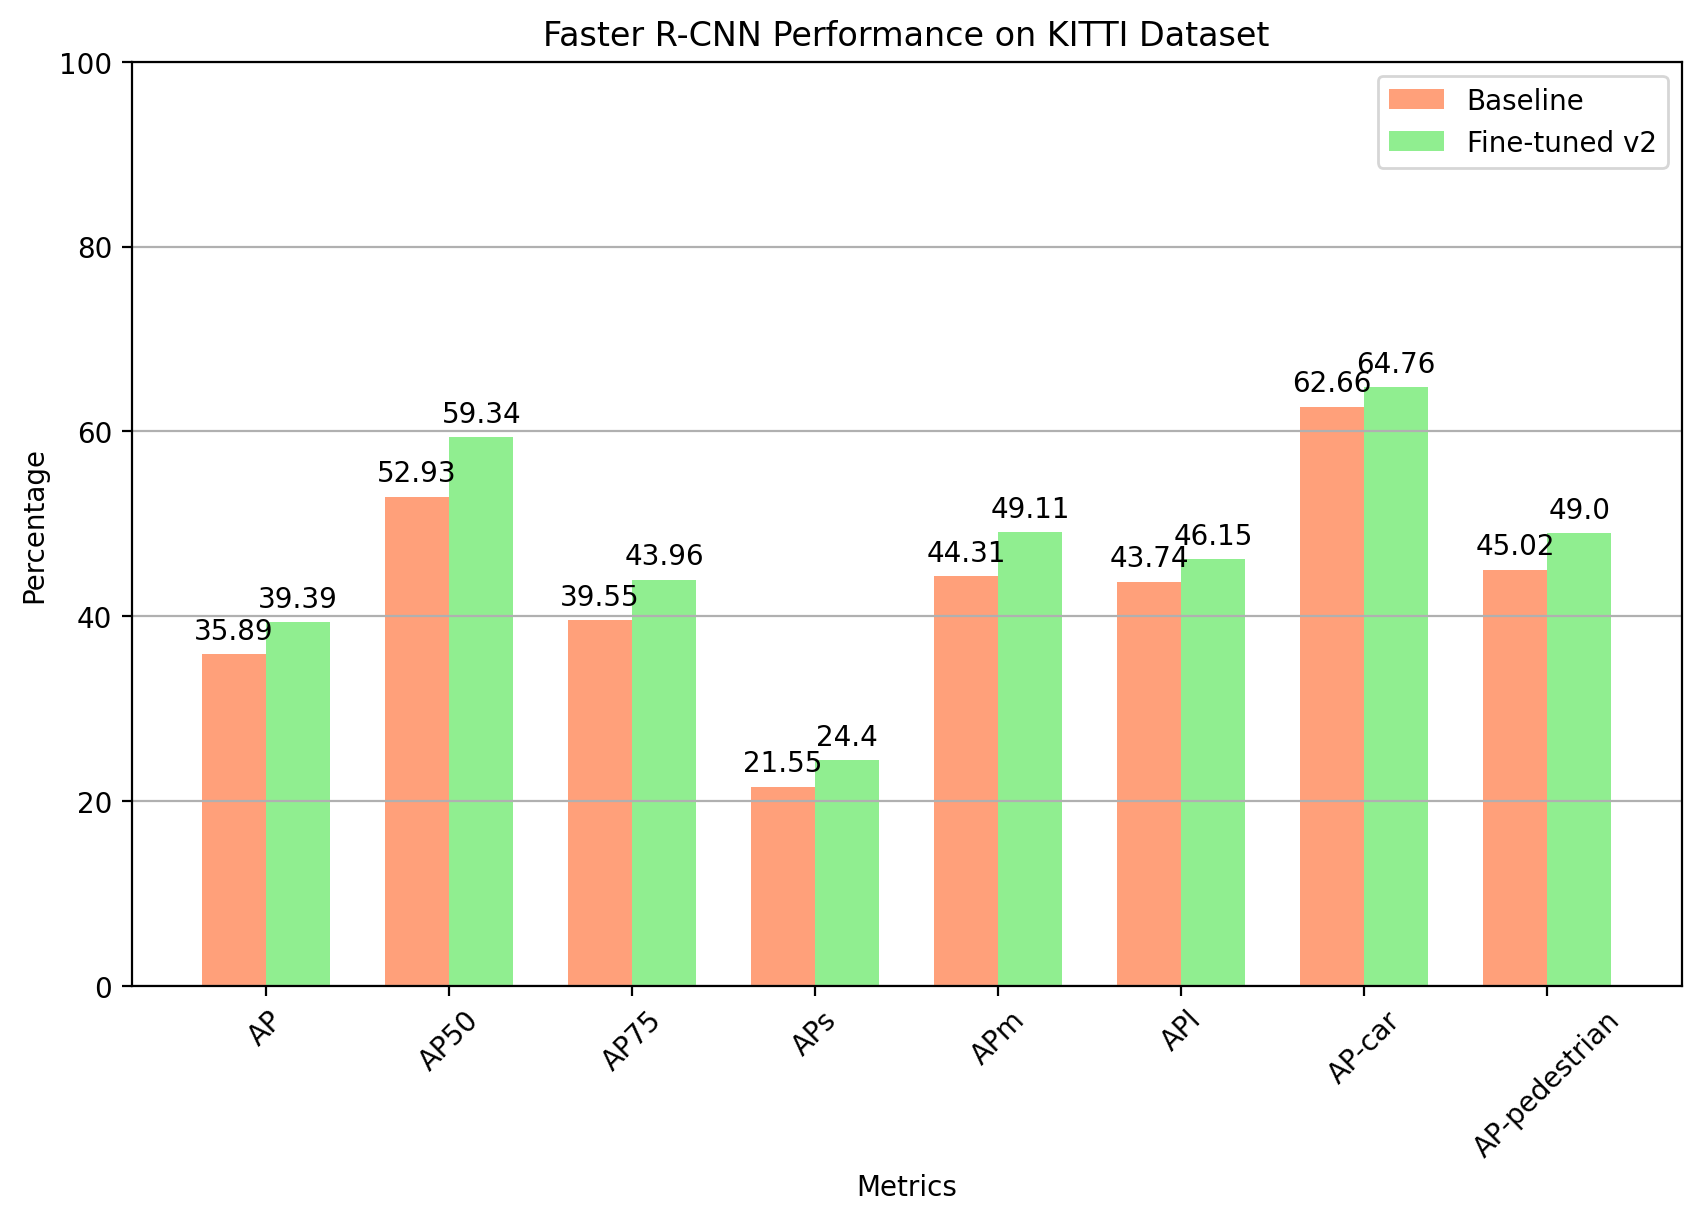 Faster R-CNN Performance on KITTI Dataset
100
80
60
40
20
0
Percentage
Baseline
Fine-tuned v2
35.89
39.39
52.93
59.34
39.55
43.96
21.55
24.4
44.31
49.11
43.74
46.15
62.66
64.76
45.02
49.0
AP
AP50
AP75
APs
APm
APl
AP-car
AP-pedestrian
Metrics